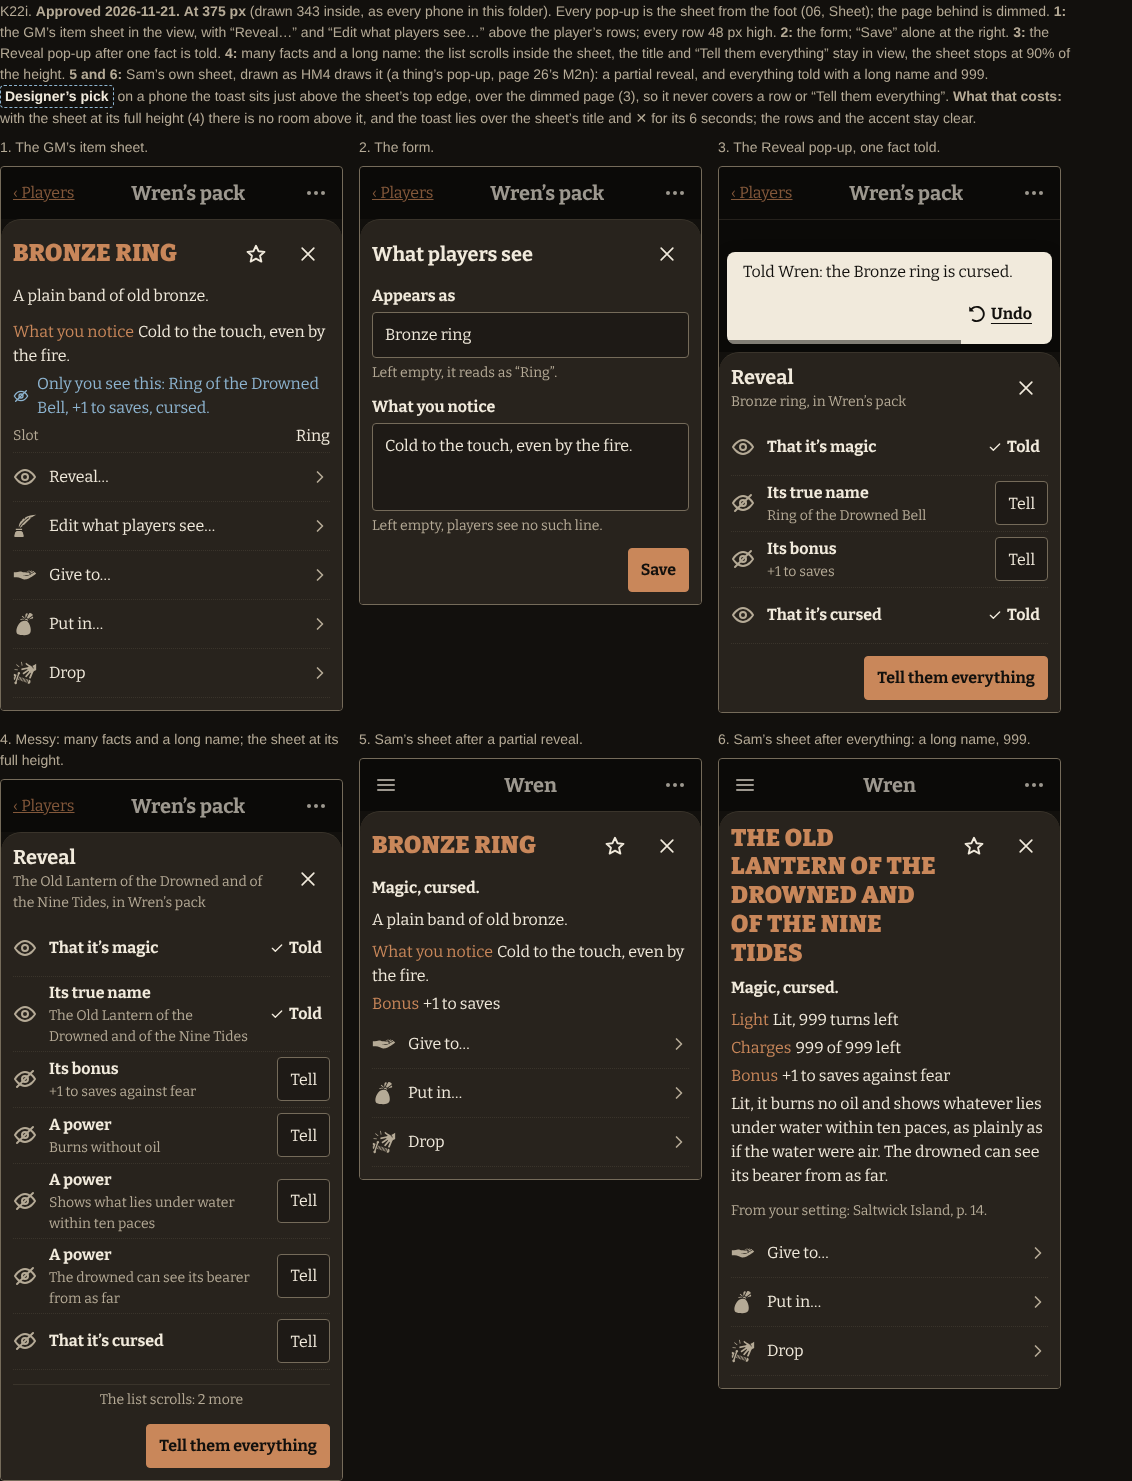 K22i. Approved 2026-11-21. At 375 px (drawn 343 inside, as every phone in this folder). Every pop-up is the sheet from the foot (06, Sheet); the page behind is dimmed. 1:
the GM's item sheet in the view, with “Reveal…” and “Edit what players see…” above the player's rows; every row 48 px high. 2: the form; “Save” alone at the right. 3: the
Reveal pop-up after one fact is told. 4: many facts and a long name: the list scrolls inside the sheet, the title and “Tell them everything” stay in view, the sheet stops at 90% of
the height. 5 and 6: Sam's own sheet, drawn as HM4 draws it (a thing's pop-up, page 26's M2n): a partial reveal, and everything told with a long name and 999.
Designer's pick on a phone the toast sits just above the sheet's top edge, over the dimmed page (3), so it never covers a row or “Tell them everything”. What that costs:
with the sheet at its full height (4) there is no room above it, and the toast lies over the sheet's title and ✕ for its 6 seconds; the rows and the accent stay clear.
1. The GM's item sheet.
‹ Players
Wren's pack
BRONZE RING
A plain band of old bronze.
What you notice Cold to the touch, even by
the fire.
Only you see this: Ring of the Drowned
Bell, +1 to saves, cursed.
Slot
Ring
Reveal…
Edit what players see…
Give to…
Put in…
Drop
2. The form.
‹ Players
Wren's pack
What players see
Appears as
Bronze ring
Left empty, it reads as “Ring”.
What you notice
Cold to the touch, even by the fire.
Left empty, players see no such line.
Save
3. The Reveal pop-up, one fact told.
‹ Players
Wren's pack
Told Wren: the Bronze ring is cursed.
Undo
Reveal
Bronze ring, in Wren's pack
That it's magic
✓ Told
Its true name
Ring of the Drowned Bell
Tell
Its bonus
+1 to saves
Tell
That it's cursed
✓ Told
Tell them everything
4. Messy: many facts and a long name; the sheet at its
full height.
‹ Players
Wren's pack
Reveal
The Old Lantern of the Drowned and of
the Nine Tides, in Wren's pack
That it's magic
✓ Told
Its true name
The Old Lantern of the
Drowned and of the Nine Tides
✓ Told
Its bonus
+1 to saves against fear
Tell
A power
Burns without oil
Tell
A power
Shows what lies under water
within ten paces
Tell
A power
The drowned can see its bearer
from as far
Tell
That it's cursed
Tell
The list scrolls: 2 more
Tell them everything
5. Sam's sheet after a partial reveal.
Wren
BRONZE RING
Magic, cursed.
A plain band of old bronze.
What you notice Cold to the touch, even by
the fire.
Bonus +1 to saves
Give to…
Put in…
Drop
6. Sam's sheet after everything: a long name, 999.
Wren
THE OLD
LANTERN OF THE
DROWNED AND
OF THE NINE
TIDES
Magic, cursed.
Light Lit, 999 turns left
Charges 999 of 999 left
Bonus +1 to saves against fear
Lit, it burns no oil and shows whatever lies
under water within ten paces, as plainly as
if the water were air. The drowned can see
its bearer from as far.
From your setting: Saltwick Island, p. 14.
Give to…
Put in…
Drop